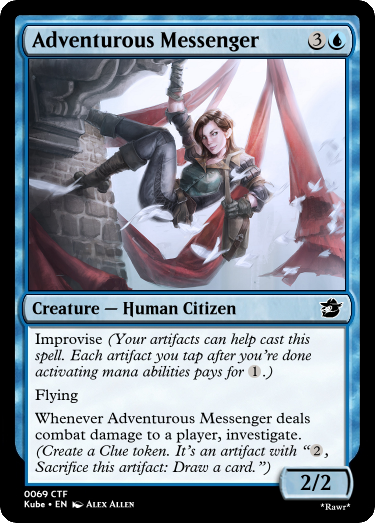 Adventurous Messenger 3
Creature — Human Citizen
Improvise (Your artifacts can help cast this
spell. Each artifact you tap after you're done
activating mana abilities pays for 1.)
Flying
Whenever Adventurous Messenger deals
combat damage to a player, investigate.
(Create a Clue token. It's an artifact with “2,
Sacrifice this artifact: Draw a card.”)
2/2
0069 CTF
Kube • EN Alex Allen
*Rawr*